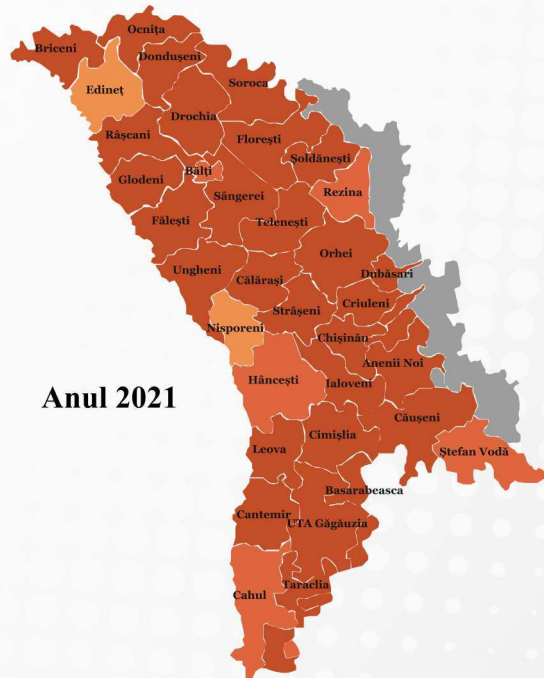 Ocnița
Briceni
Dondușeni
Edineț
Soroca
Drochia
Râșcani
Florești
Șoldănești
Bălți
Glodeni
Rezina
Sângerei
Fălești
Telenești
Orhei
Ungheni
Dubăsari
Călărași
Criuleni
Strășeni
Nisporeni
Chișinău
Anenii Noi
Hâncești
Ialoveni
Anul 2021
Căușeni
Cimișlia
Leova
Ștefan Vodă
Basarabeasca
Cantemir
UTA Găgăuzia
Taraclia
Cahul